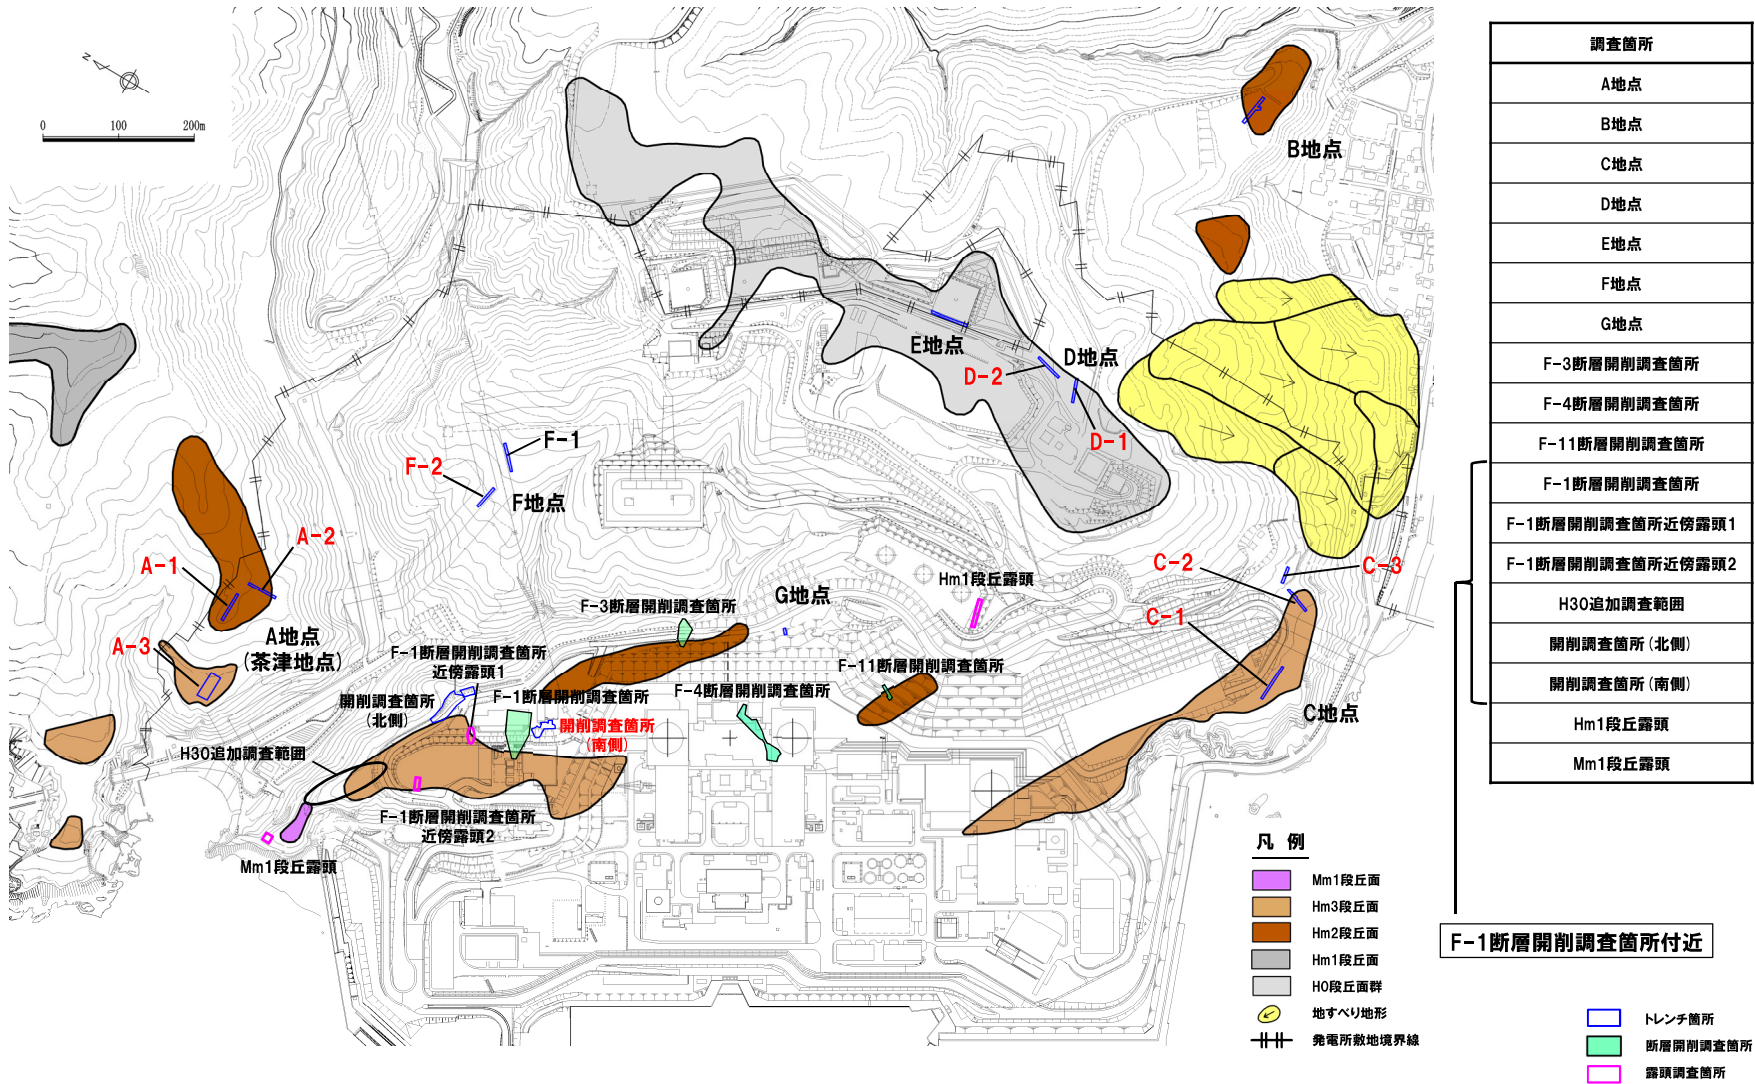 N
0 100 200m
B地点
E地点
D地点
D-2
D-1
F-1
F-2
F地点
A-2
A-1
A地点
(茶津地点)
A-3
C-2
C-3
C-1
C地点
Hm1段丘露頭
G地点
F-3断層開削調査箇所
F-1断層開削調査箇所
近傍露頭1
F-11断層開削調査箇所
F-4断層開削調査箇所
F-1断層開削調査箇所
開削調査箇所
(北側)
開削調査箇所
(南側)
H30追加調査範囲
F-1断層開削調査箇所
近傍露頭2
Mm1段丘露頭
凡 例
Mm1段丘面
Hm3段丘面
Hm2段丘面
Hm1段丘面
H0段丘面群
地すべり地形
発電所敷地境界線
調査箇所
A地点
B地点
C地点
D地点
E地点
F地点
G地点
F-3断層開削調査箇所
F-4断層開削調査箇所
F-11断層開削調査箇所
F-1断層開削調査箇所
F-1断層開削調査箇所近傍露頭1
F-1断層開削調査箇所近傍露頭2
H30追加調査範囲
開削調査箇所(北側)
開削調査箇所(南側)
Hm1段丘露頭
Mm1段丘露頭
F-1断層開削調査箇所付近
トレンチ箇所
断層開削調査箇所
露頭調査箇所